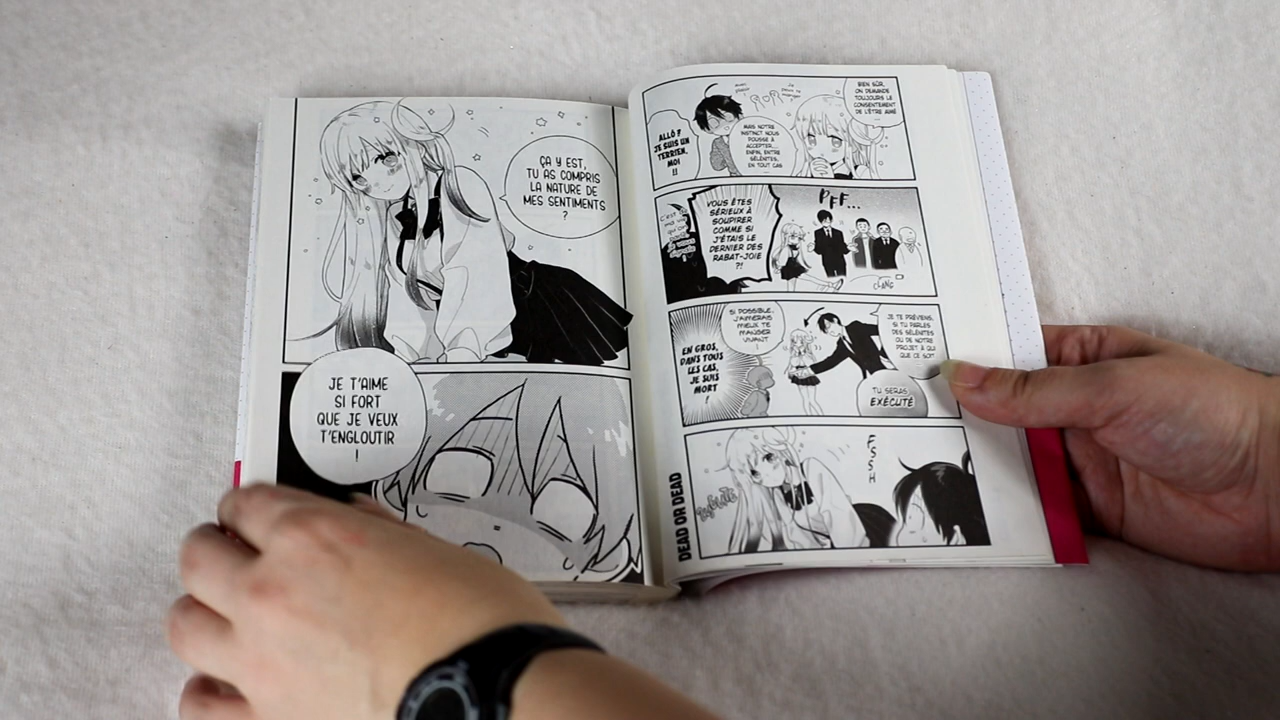 BIEN SÛR,
ON DEMANDE
TOUJOURS LE
CONSENTEMENT
DE L'ÊTRE AIMÉ
...
MAIS NOTRE
INSTINCT NOUS
POUSSE À
ACCEPTER...
ENFIN, ENTRE
SÉLÉNITES,
EN TOUT CAS
ALLÔ ?
JE SUIS UN
TERRIEN,
MOI
!!
PFF...
CLANG
VOUS ÊTES
SÉRIEUX À
SOUPIRER
COMME SI
J'ÉTAIS LE
DERNIER DES
RABAT-JOIE
?!
JE TE PRÉVIENS,
SI TU PARLES
DES SÉLÉNITES
OU DE NOTRE
PROJET À QUI
QUE CE SOIT
TU SERAS
EXÉCUTÉ
SI POSSIBLE,
J'AIMERAIS
MIEUX TE
MANGER
VIVANT
EN GROS,
DANS TOUS
LES CAS,
JE SUIS
MORT
!
FSSH
DEAD OR DEAD
ÇA Y EST,
TU AS COMPRIS
LA NATURE DE
MES SENTIMENTS
?
JE T'AIME
SI FORT
QUE JE VEUX
T'ENGLOUTIR
!